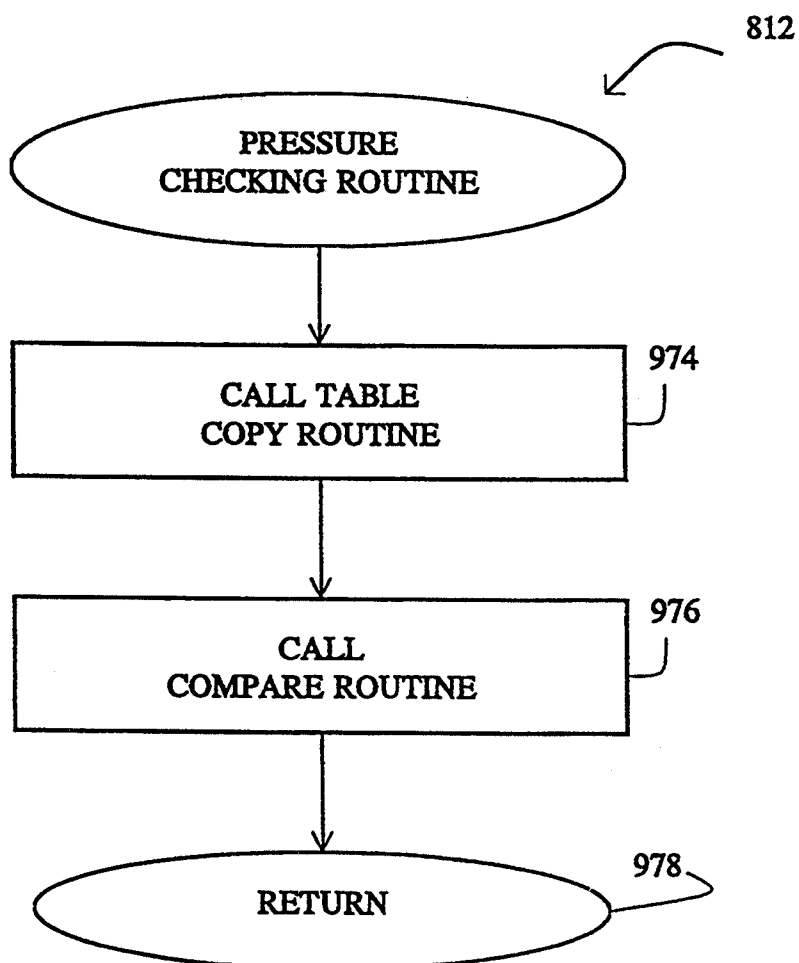 812
PRESSURE
CHECKING ROUTINE
974
CALL TABLE
COPY ROUTINE
976
CALL
COMPARE ROUTINE
978
RETURN